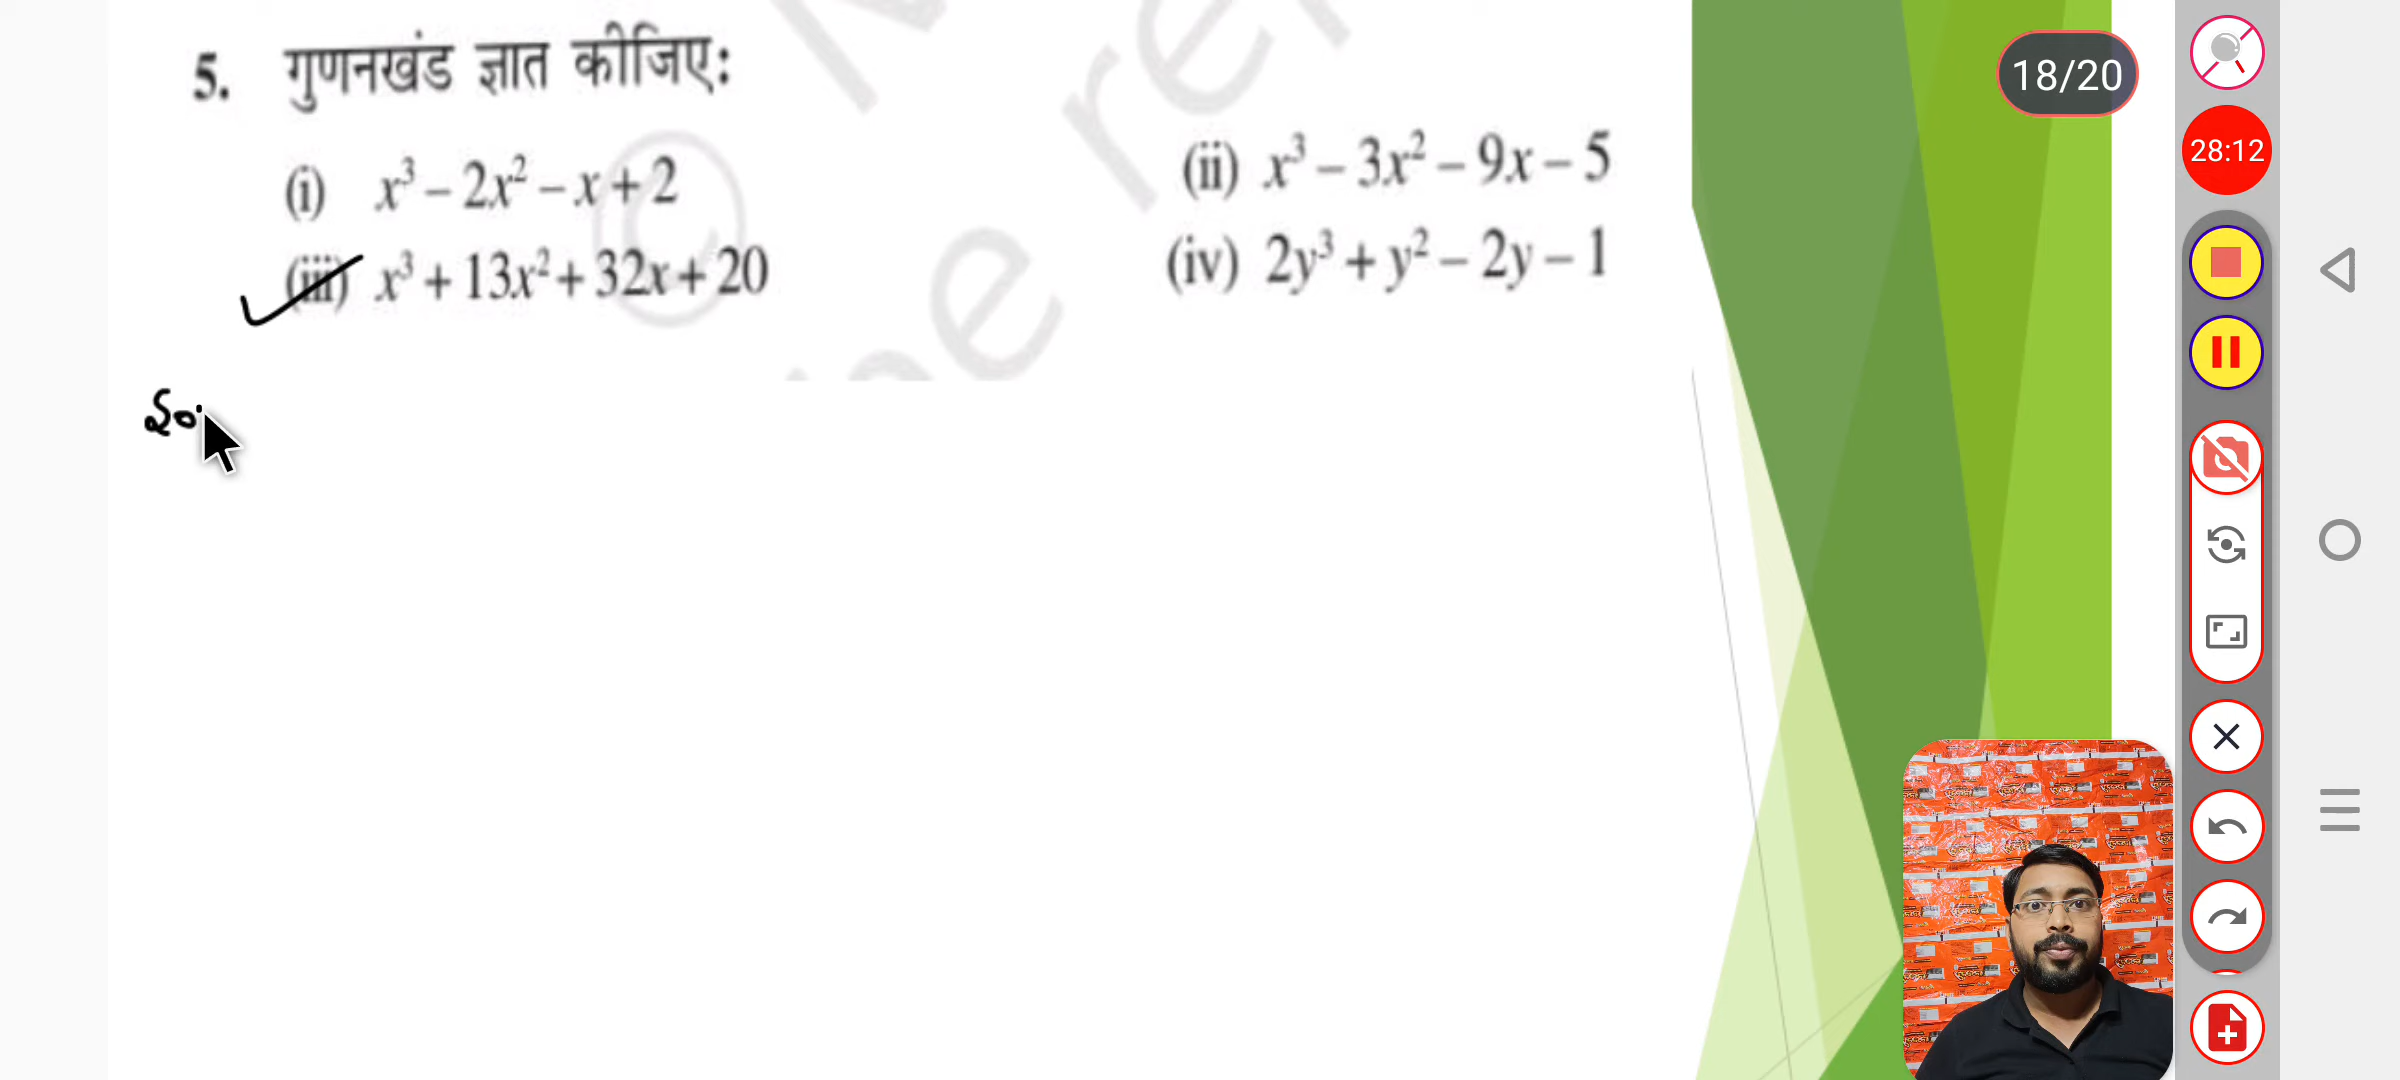 5. गुणनखंड ज्ञात कीजिए:
(i) x³ – 2x² – x + 2
(ii) x³ – 3x² – 9x – 5
(iii) x³ + 13x² + 32x + 20
(iv) 2y³ + y² – 2y – 1
18/20
28:12